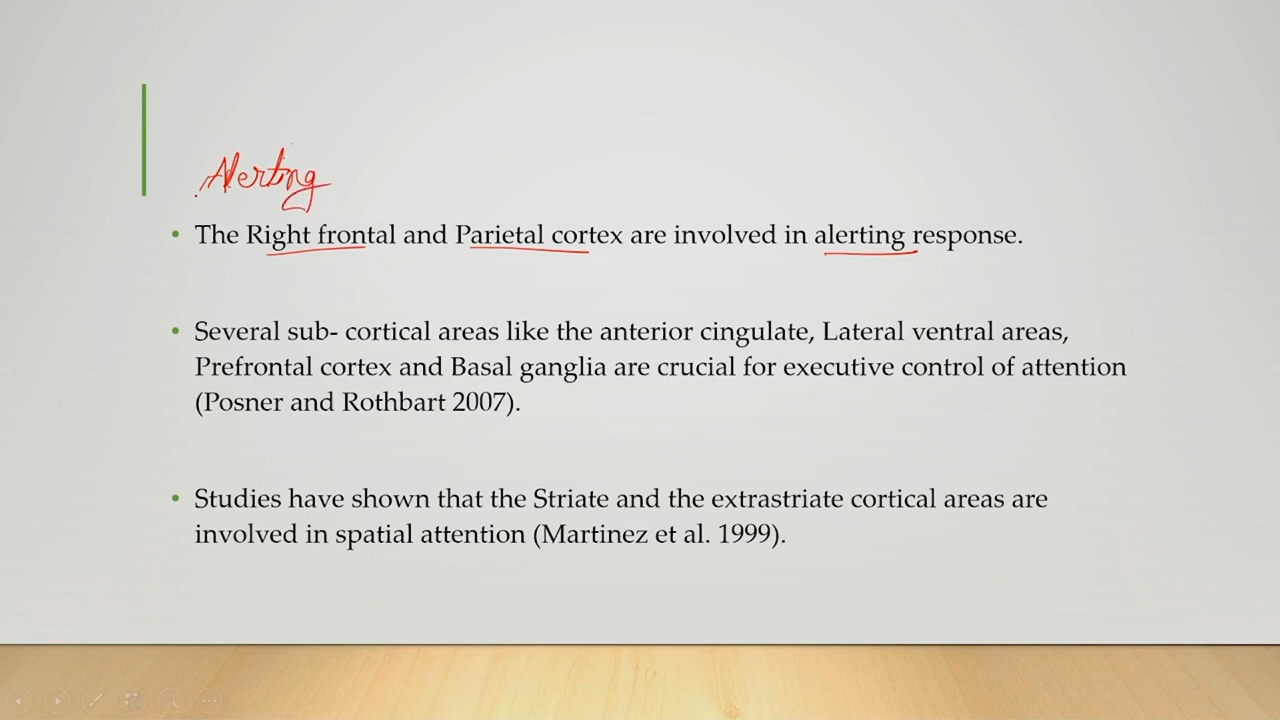 Alerting
• The Right frontal and Parietal cortex are involved in alerting response.
• Several sub- cortical areas like the anterior cingulate, Lateral ventral areas,
Prefrontal cortex and Basal ganglia are crucial for executive control of attention
(Posner and Rothbart 2007).
• Studies have shown that the Striate and the extrastriate cortical areas are
involved in spatial attention (Martinez et al. 1999).